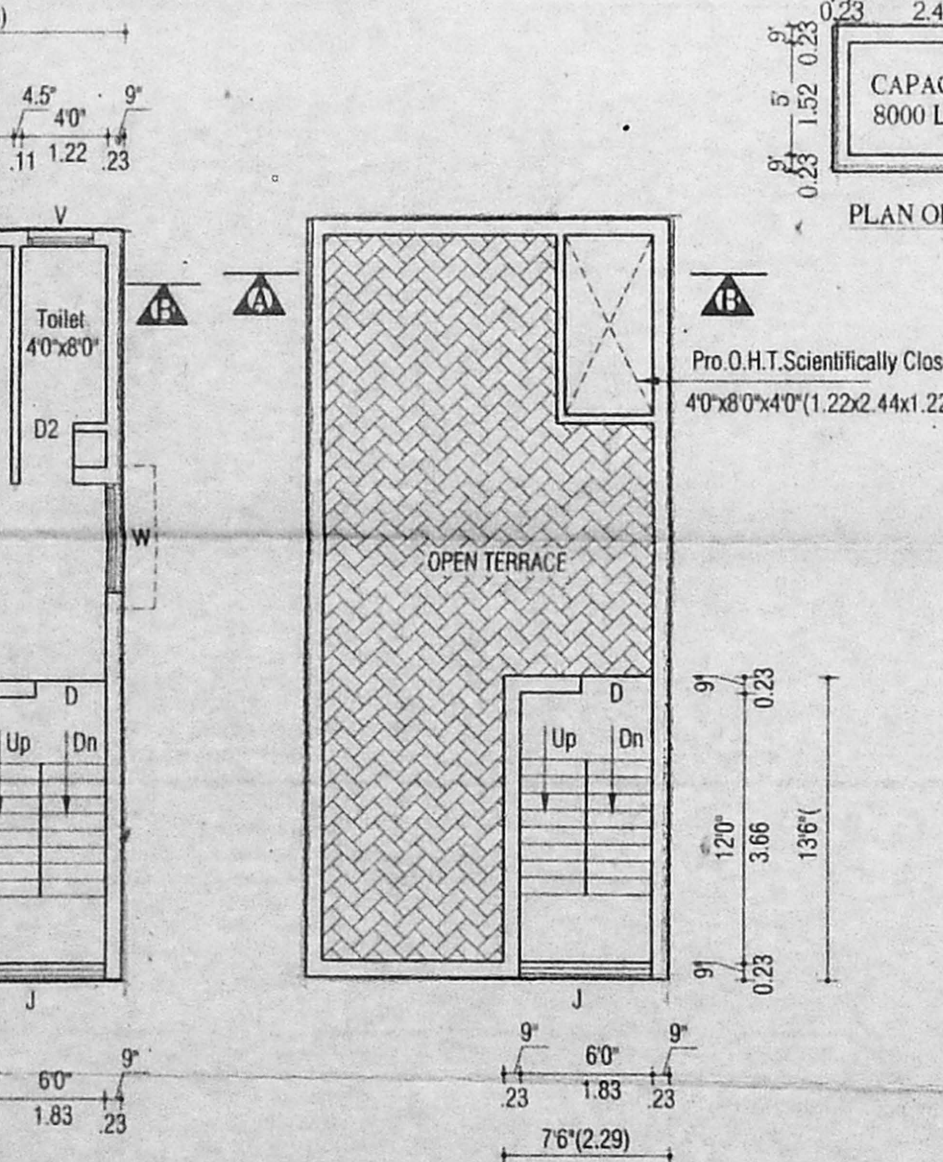 )
4.5"
4'0"
9"
.11
1.22
.23
V
Toilet
4'0"x8'0"
D2
W
D
Up
Dn
J
6'0"
9"
1.83
.23
B
A
B
OPEN TERRACE
D
Up
Dn
J
9"
6'0"
9"
.23
1.83
.23
7'6"(2.29)
Pro.O.H.T.Scientifically Clos
4'0"x8'0"x4'0"(1.22x2.44x1.22
9"
0.23
12'0"
3.66
13'6"(
9"
0.23
0.23
2.4
9"
0.23
5'
1.52
9"
0.23
CAPAC
8000 L
PLAN O